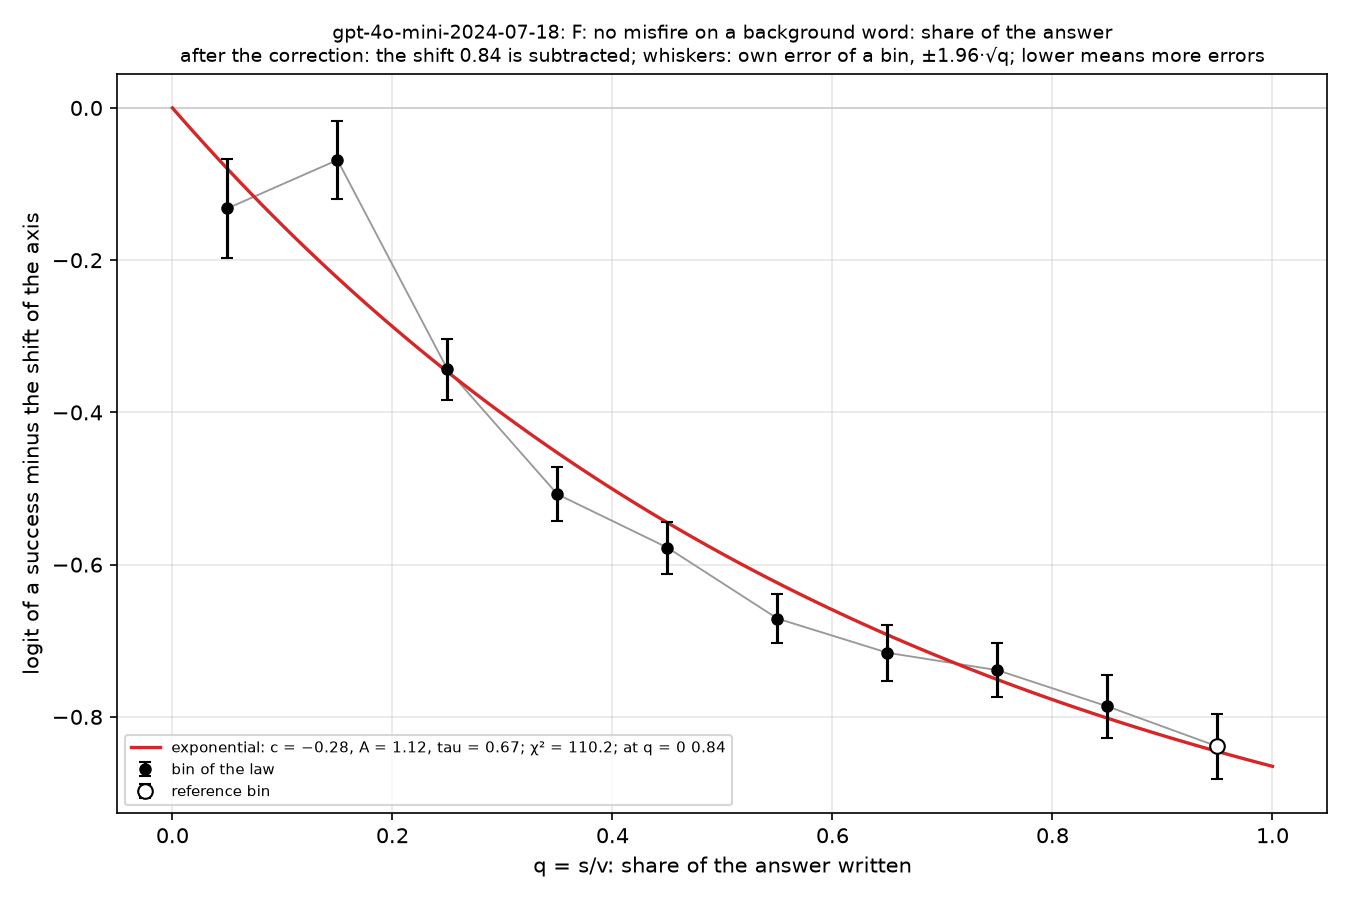 gpt-4o-mini-2024-07-18: F: no misfire on a background word: share of the answer
after the correction: the shift 0.84 is subtracted; whiskers: own error of a bin, ±1.96·√q; lower means more errors
logit of a success minus the shift of the axis
0.0
−0.2
−0.4
−0.6
−0.8
exponential: c = −0.28, A = 1.12, tau = 0.67; χ² = 110.2; at q = 0 0.84
bin of the law
reference bin
0.0 0.2 0.4 0.6 0.8 1.0
q = s/v: share of the answer written